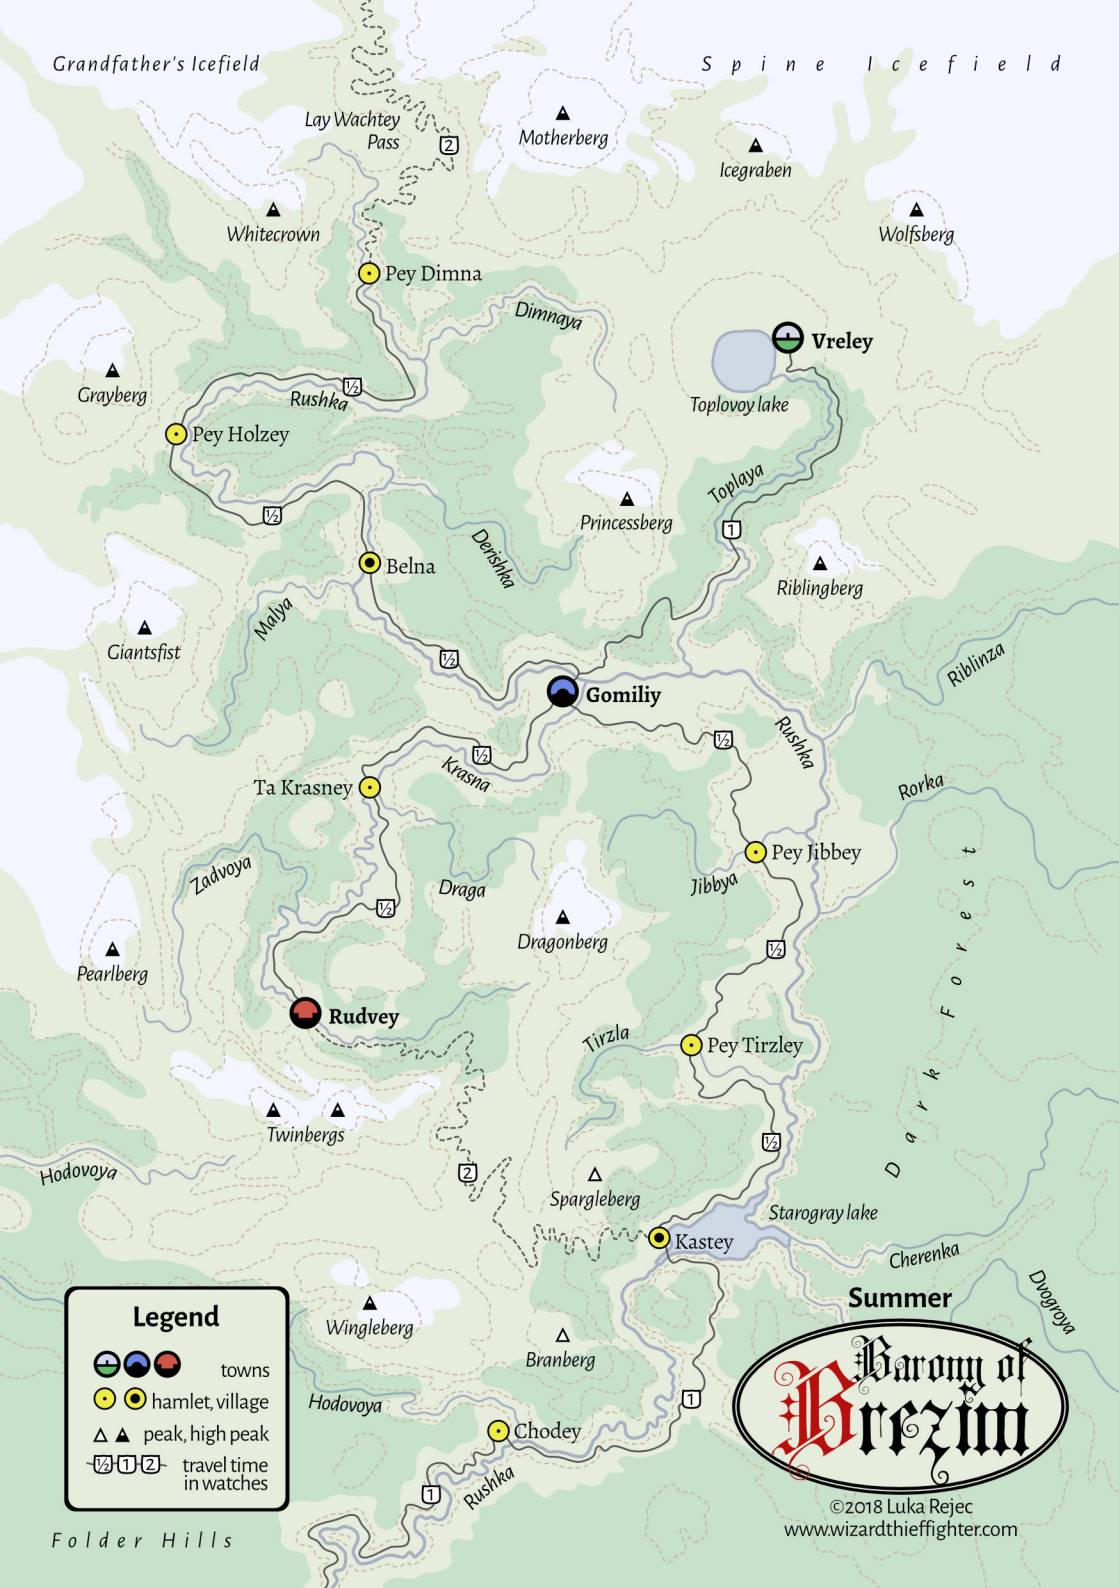 Grandfather's Icefield
Spine Icefield
Lay Wachtey
Pass
2
Motherberg
Icegraben
Whitecrown
Wolfsberg
Pey Dimna
Dimnaya
Vreley
Grayberg
½
Rushka
Toplovoy lake
Pey Holzey
Toplaya
Princessberg
½
1
Derishka
Belna
Riblingberg
Malya
Giantsfist
½
Riblinza
Gomiliy
Rushka
½
½
Krasna
Ta Krasney
Rorka
Pey Jibbey
Zadvoya
Draga
Jibbya
½
Dragonberg
Dark Forest
½
Pearlberg
Rudvey
Tirzla
Pey Tirzley
Twinbergs
½
Hodovoya
2
Spargleberg
Starogray lake
Kastey
Cherenka
Dvogroya
Summer
Barony of
Brezim
Wingleberg
Branberg
Hodovoya
1
Chodey
Rushka
1
Legend
towns
hamlet, village
peak, high peak
½ 1 2 travel time
in watches
©2018 Luka Rejec
www.wizardthieffighter.com
Folder Hills